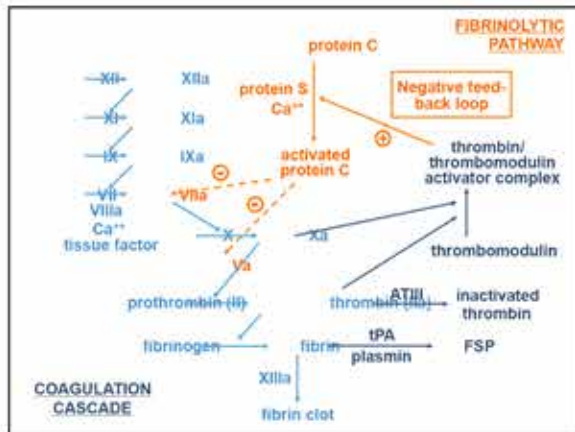 FIBRINOLYTIC
PATHWAY
protein C
protein S
Ca⁺⁺
Negative feed-
back loop
XII XIIa
XI XIa
IX IXa
VII VIIa
VIIIa
Ca⁺⁺
tissue factor
+
-
-
activated
protein C
thrombin/
thrombomodulin
activator complex
X Xa
Va
thrombomodulin
prothrombin (II) thrombin (IIa)
ATIII
inactivated
thrombin
fibrinogen fibrin
tPA
plasmin
FSP
XIIIa
fibrin clot
COAGULATION
CASCADE